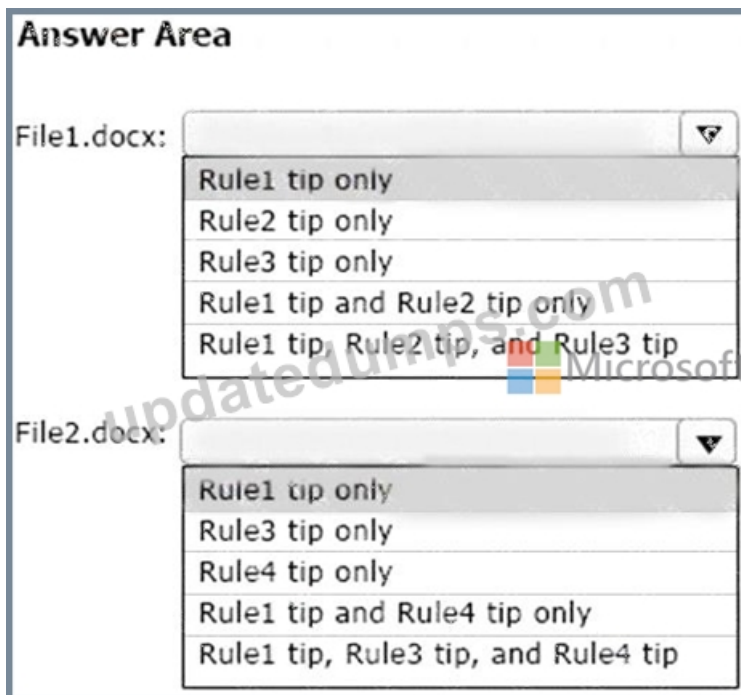 Answer Area
File1.docx:
Rule1 tip only
Rule2 tip only
Rule3 tip only
Rule1 tip and Rule2 tip only
Rule1 tip, Rule2 tip, and Rule3 tip
updatedumps.com
Microsoft
File2.docx:
Rule1 tip only
Rule3 tip only
Rule4 tip only
Rule1 tip and Rule4 tip only
Rule1 tip, Rule3 tip, and Rule4 tip